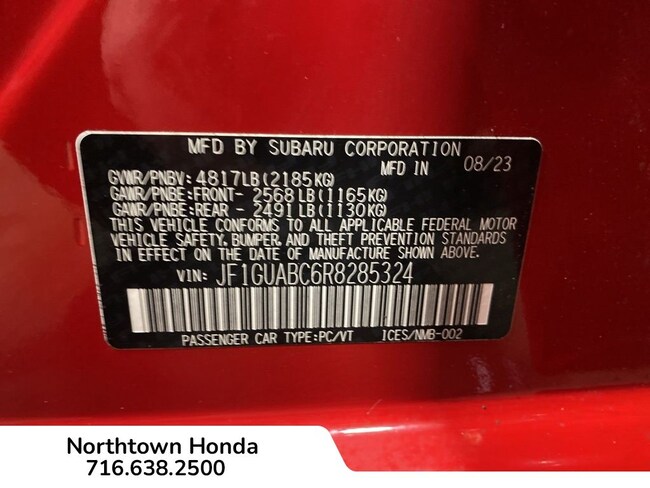 MFD BY SUBARU CORPORATION
MFD IN 08/23
GVWR/PNBV: 4817LB(2185KG)
GAWR/PNBE:FRONT- 2568LB(1165KG)
GAWR/PNBE:REAR - 2491LB(1130KG)
THIS VEHICLE CONFORMS TO ALL APPLICABLE FEDERAL MOTOR
VEHICLE SAFETY, BUMPER, AND THEFT PREVENTION STANDARDS
IN EFFECT ON THE DATE OF MANUFACTURE SHOWN ABOVE.
VIN: JF1GUABC6R8285324
PASSENGER CAR TYPE:PC/VT ICES/NMB-002
Northtown Honda
716.638.2500